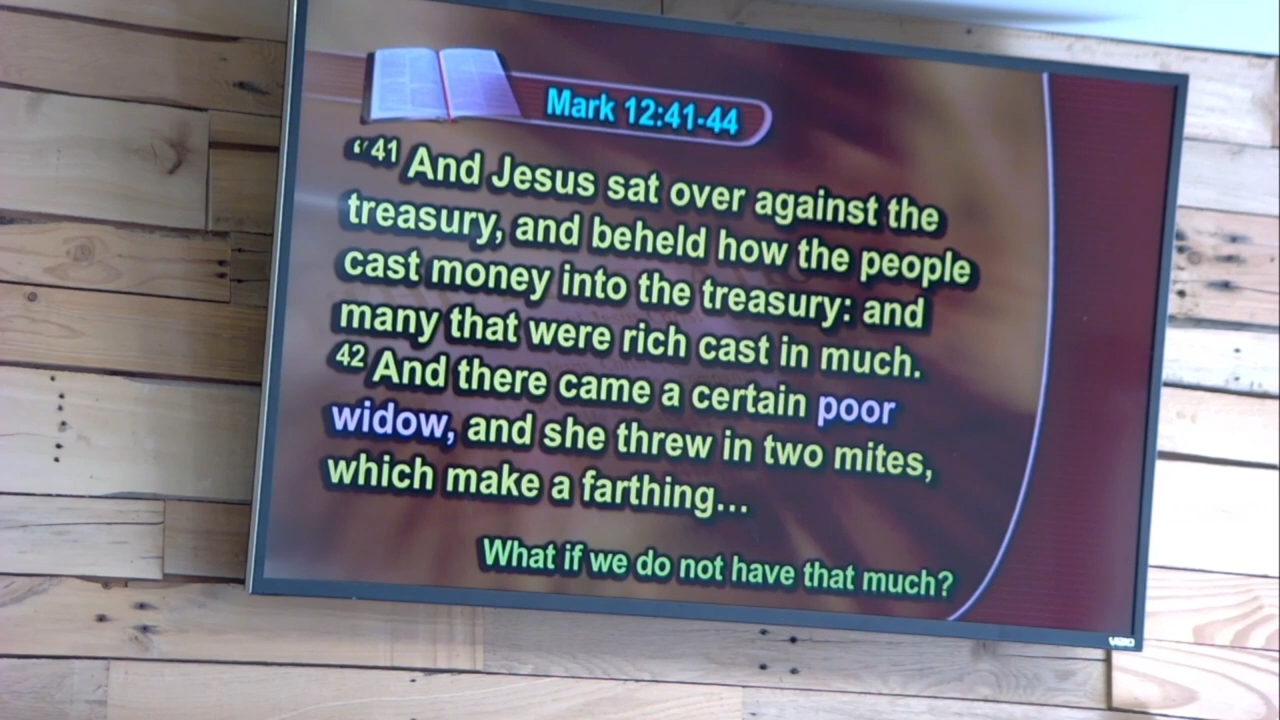 Mark 12:41-44
“41 And Jesus sat over against the
treasury, and beheld how the people
cast money into the treasury: and
many that were rich cast in much.
42 And there came a certain poor
widow, and she threw in two mites,
which make a farthing...
What if we do not have that much?
VIZIO